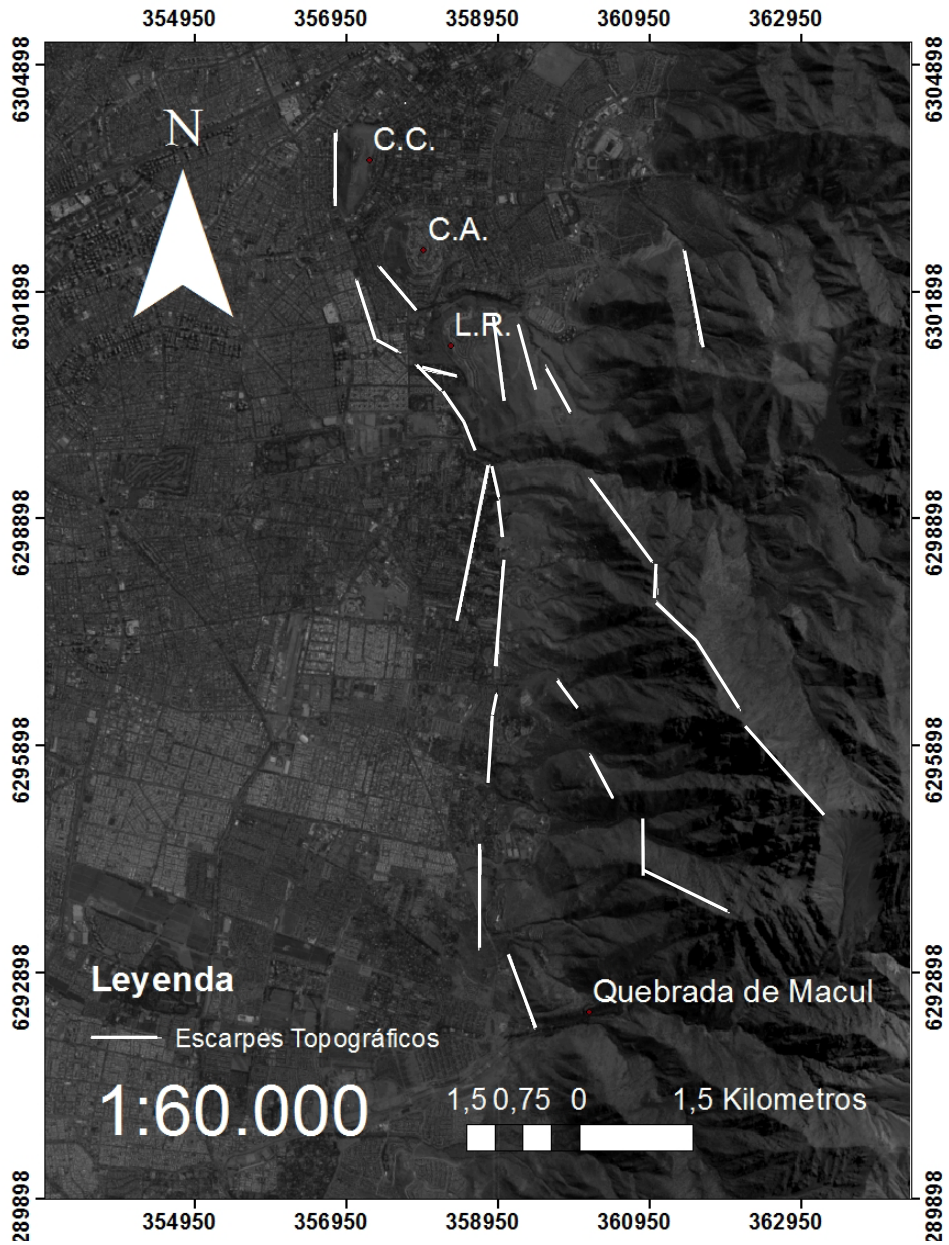 354950 356950 358950 360950 362950
6304898 6304898
N
C.C.
C.A.
6301898 6301898
L.R.
6298898 6298898
6295898 6295898
6292898 6292898
Leyenda
Quebrada de Macul
Escarpes Topográficos
1:60.000
1,5 0,75 0 1,5 Kilometros
289898 289898
354950 356950 358950 360950 362950